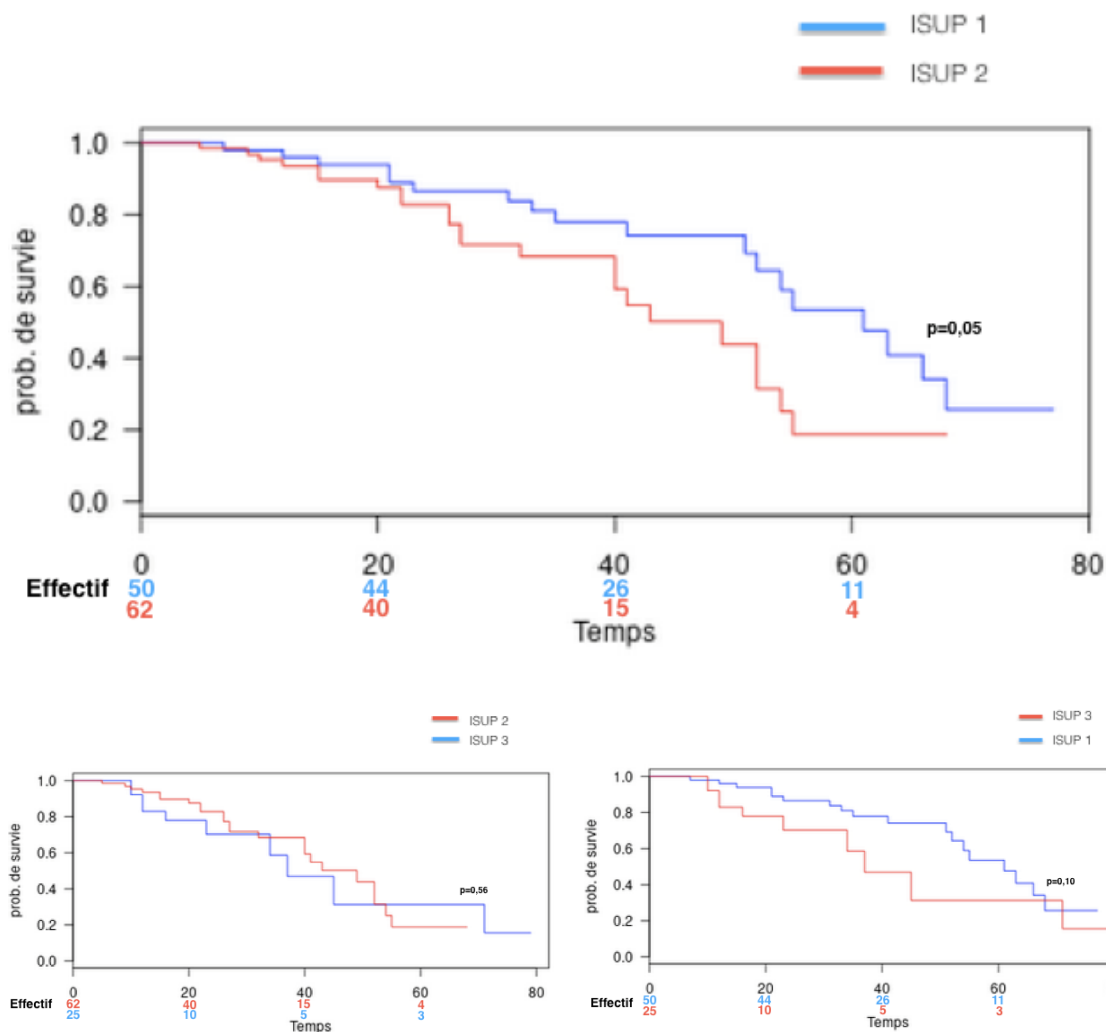 ISUP 1
ISUP 2
prob. de survie
1.0
0.8
0.6
0.4
0.2
0.0
p=0,05
0 20 40 60 80
Effectif 50 44 26 11
62 40 15 4
Temps
ISUP 2
ISUP 3
prob. de survie
1.0
0.8
0.6
0.4
0.2
0.0
p=0,56
0 20 40 60 80
Effectif 62 40 15 4
25 10 5 3
Temps
ISUP 3
ISUP 1
prob. de survie
1.0
0.8
0.6
0.4
0.2
0.0
p=0,10
0 20 40 60
Effectif 50 44 26 11
25 10 5 3
Temps